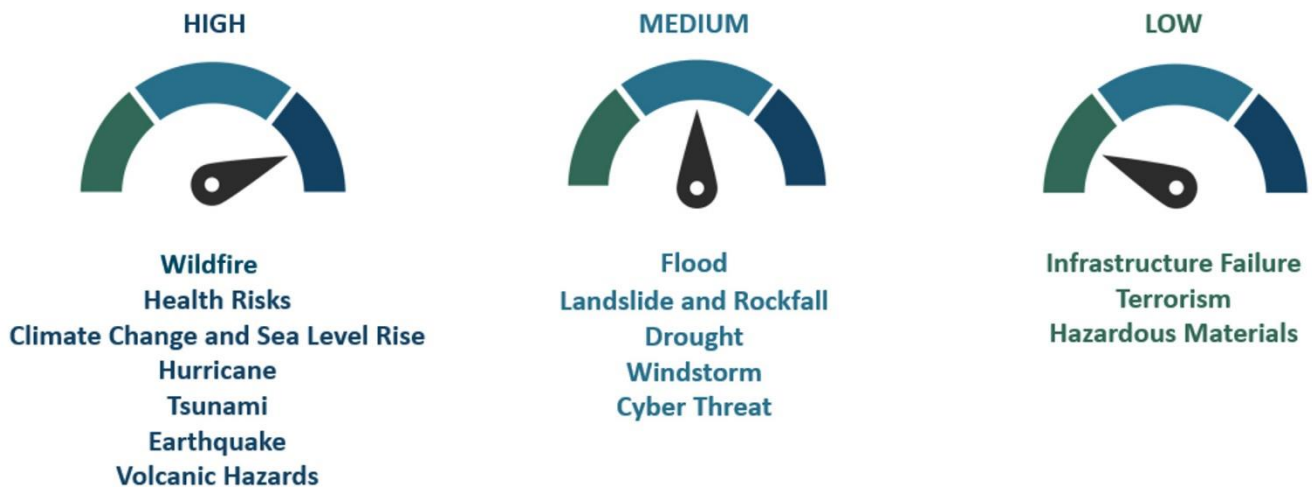 HIGH
Wildfire
Health Risks
Climate Change and Sea Level Rise
Hurricane
Tsunami
Earthquake
Volcanic Hazards
MEDIUM
Flood
Landslide and Rockfall
Drought
Windstorm
Cyber Threat
LOW
Infrastructure Failure
Terrorism
Hazardous Materials